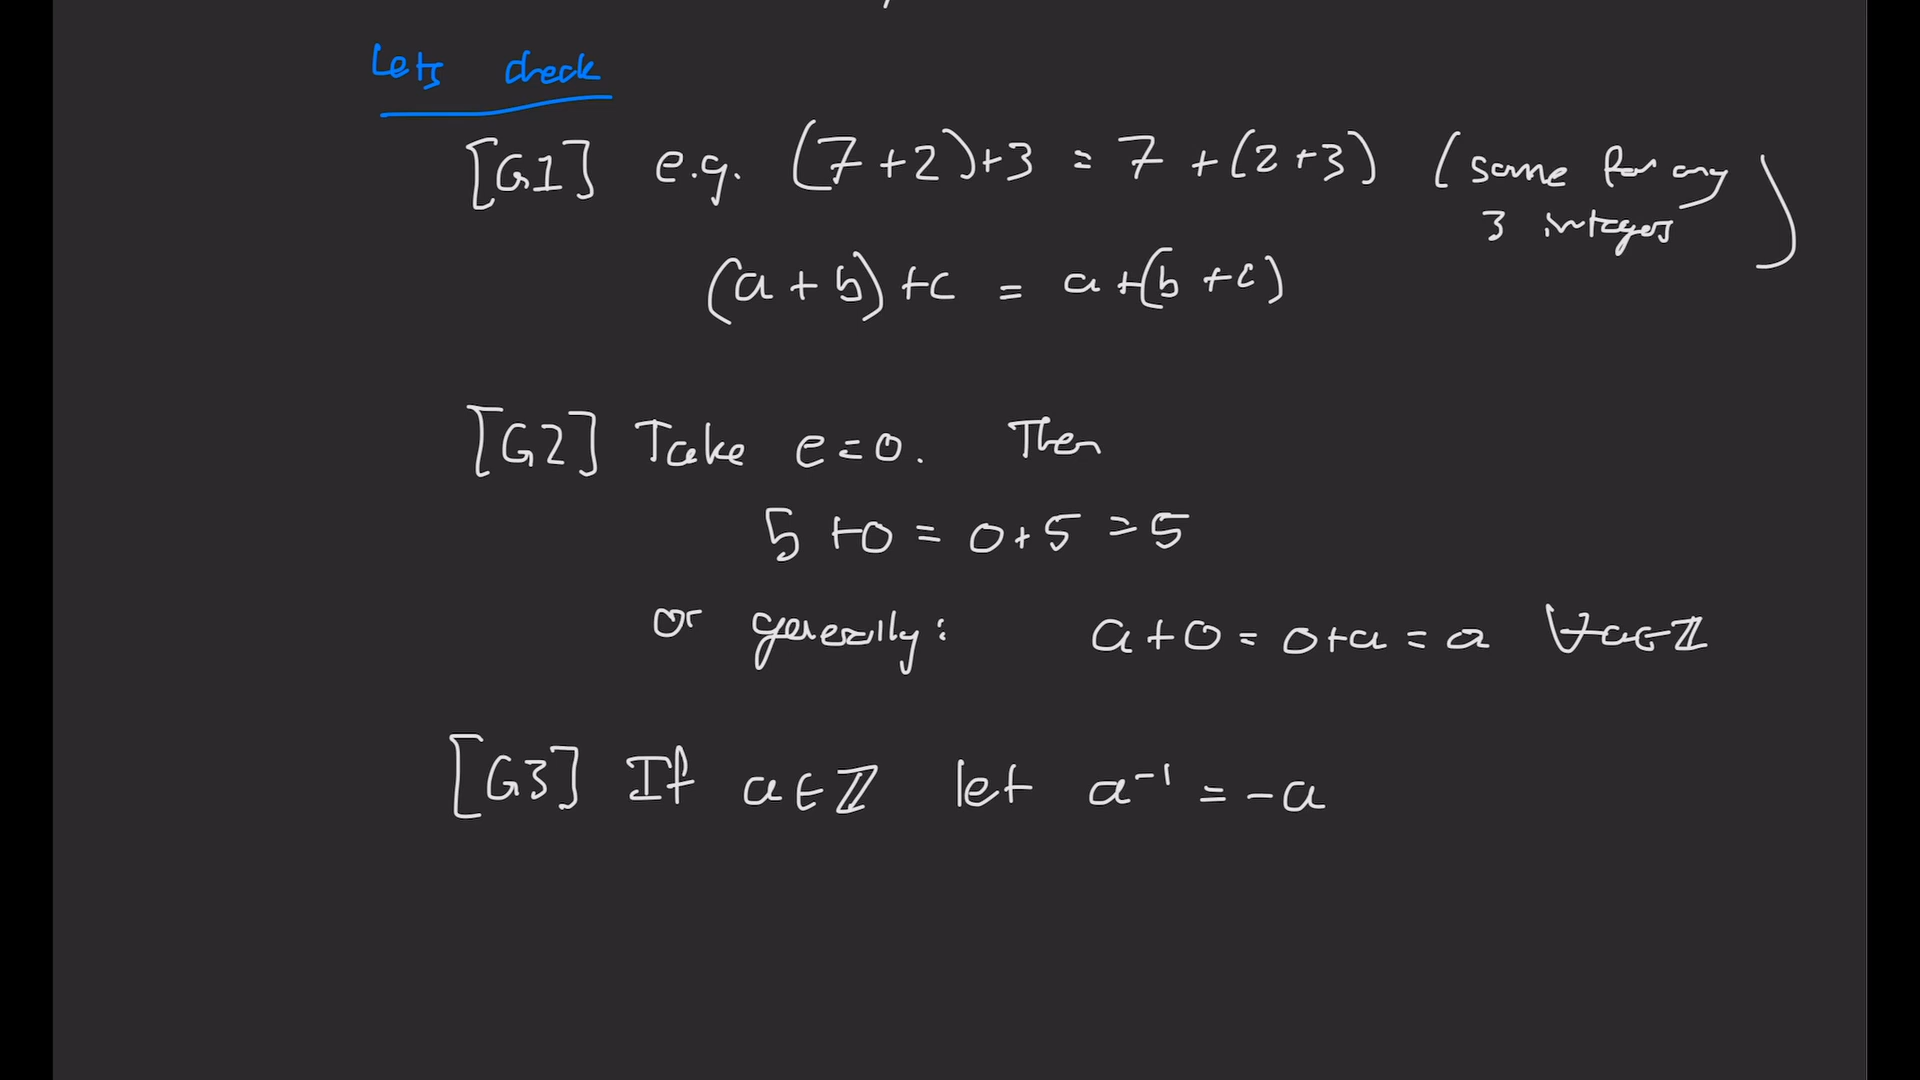 Lets check
[G1] e.g. (7+2)+3 = 7+(2+3) (same for any
3 integers)
(a+b)+c = a+(b+c)
[G2] Take e=0. Then
5+0 = 0+5 = 5
or generally: a+0 = 0+a = a ∀a∈ℤ
[G3] If a∈ℤ let a⁻¹ = -a